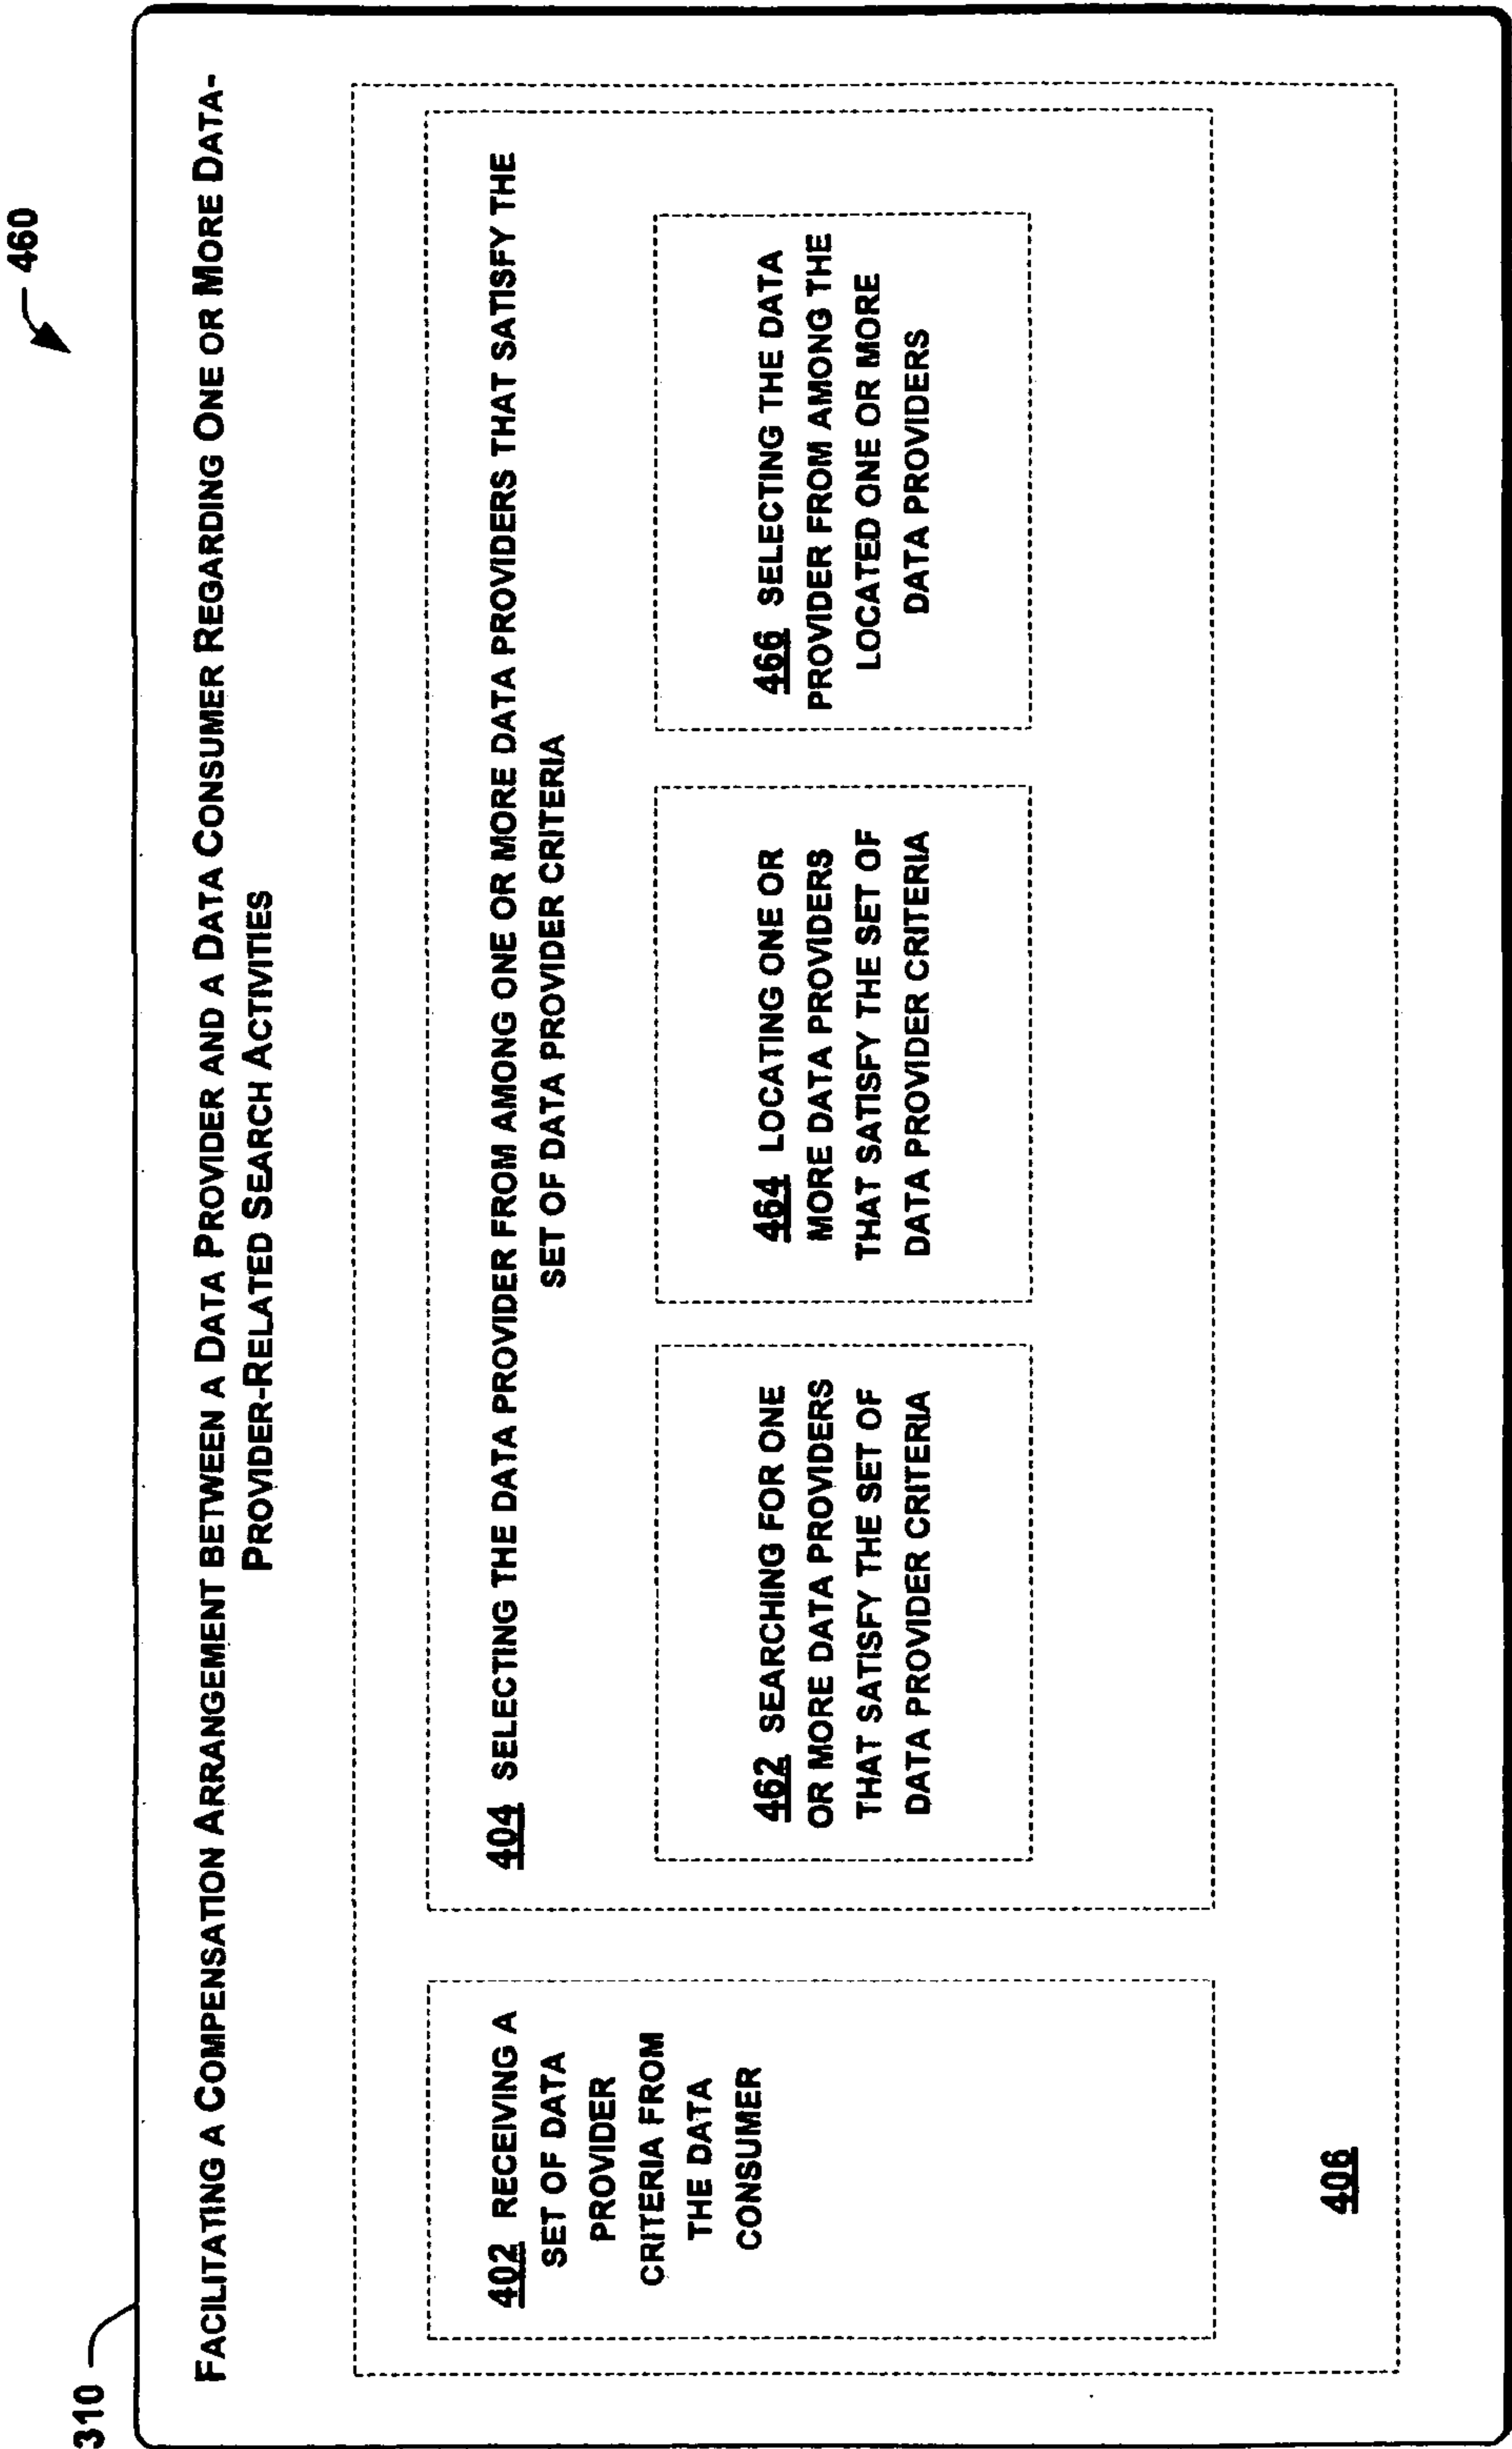 460
310
FACILITATING A COMPENSATION ARRANGEMENT BETWEEN A DATA PROVIDER AND A DATA CONSUMER REGARDING ONE OR MORE DATA-
PROVIDER-RELATED SEARCH ACTIVITIES
402 RECEIVING A
SET OF DATA
PROVIDER
CRITERIA FROM
THE DATA
CONSUMER
404 SELECTING THE DATA PROVIDER FROM AMONG ONE OR MORE DATA PROVIDERS THAT SATISFY THE
SET OF DATA PROVIDER CRITERIA
462 SEARCHING FOR ONE
OR MORE DATA PROVIDERS
THAT SATISFY THE SET OF
DATA PROVIDER CRITERIA
464 LOCATING ONE OR
MORE DATA PROVIDERS
THAT SATISFY THE SET OF
DATA PROVIDER CRITERIA
466 SELECTING THE DATA
PROVIDER FROM AMONG THE
LOCATED ONE OR MORE
DATA PROVIDERS
406